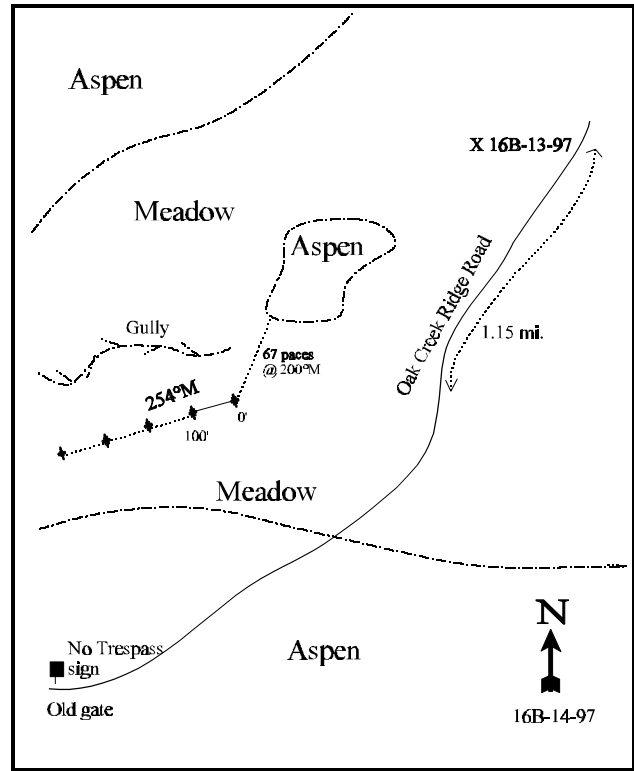 Aspen
X 16B-13-97
Meadow
Aspen
Oak Creek Ridge Road
1.15 mi.
Gully
67 paces
@ 200°M
254°M
0'
100'
Meadow
N
No Trespass
sign
Aspen
Old gate
16B-14-97